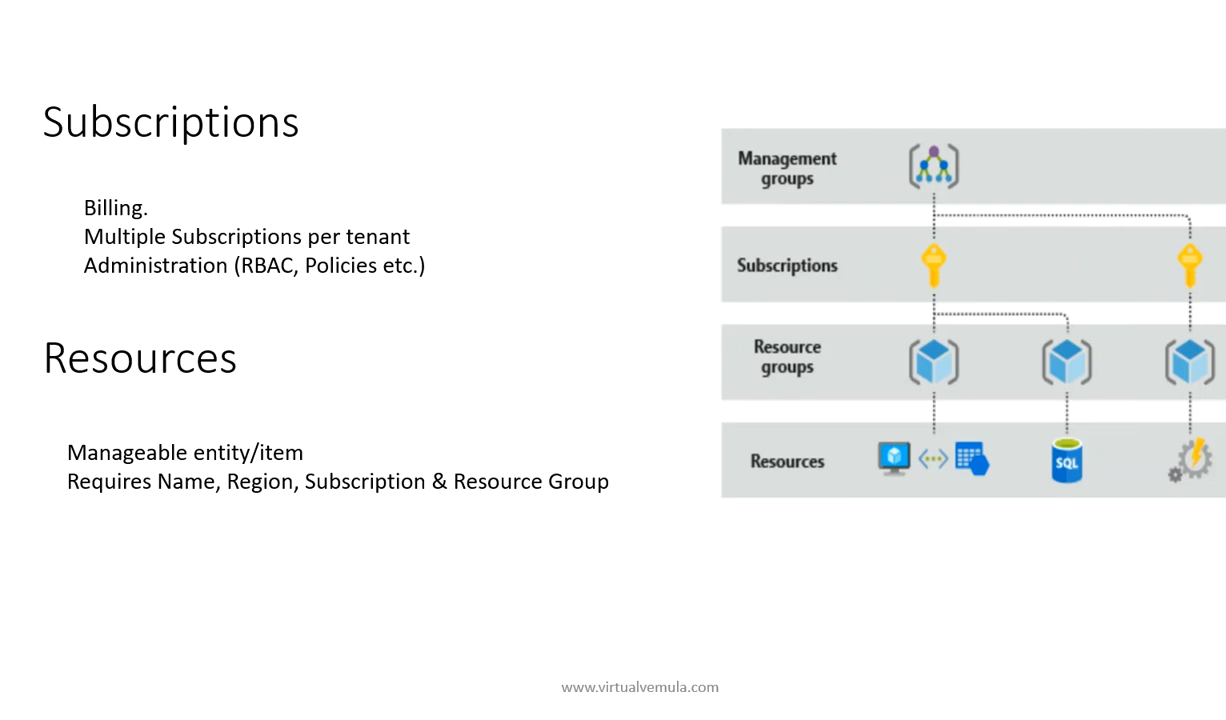 Subscriptions
Billing.
Multiple Subscriptions per tenant
Administration (RBAC, Policies etc.)
Resources
Manageable entity/item
Requires Name, Region, Subscription & Resource Group
Management
groups
Subscriptions
Resource
groups
Resources
SQL
www.virtualvemula.com